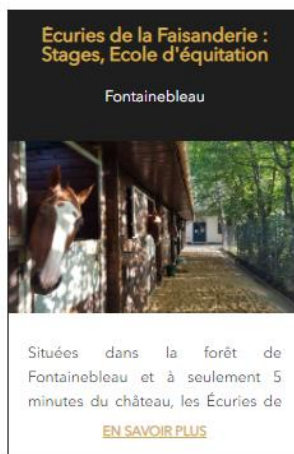 Écuries de la Faisanderie :
Stages, Ecole d'équitation
Fontainebleau
Situées dans la forêt de
Fontainebleau et à seulement 5
minutes du château, les Écuries de
EN SAVOIR PLUS